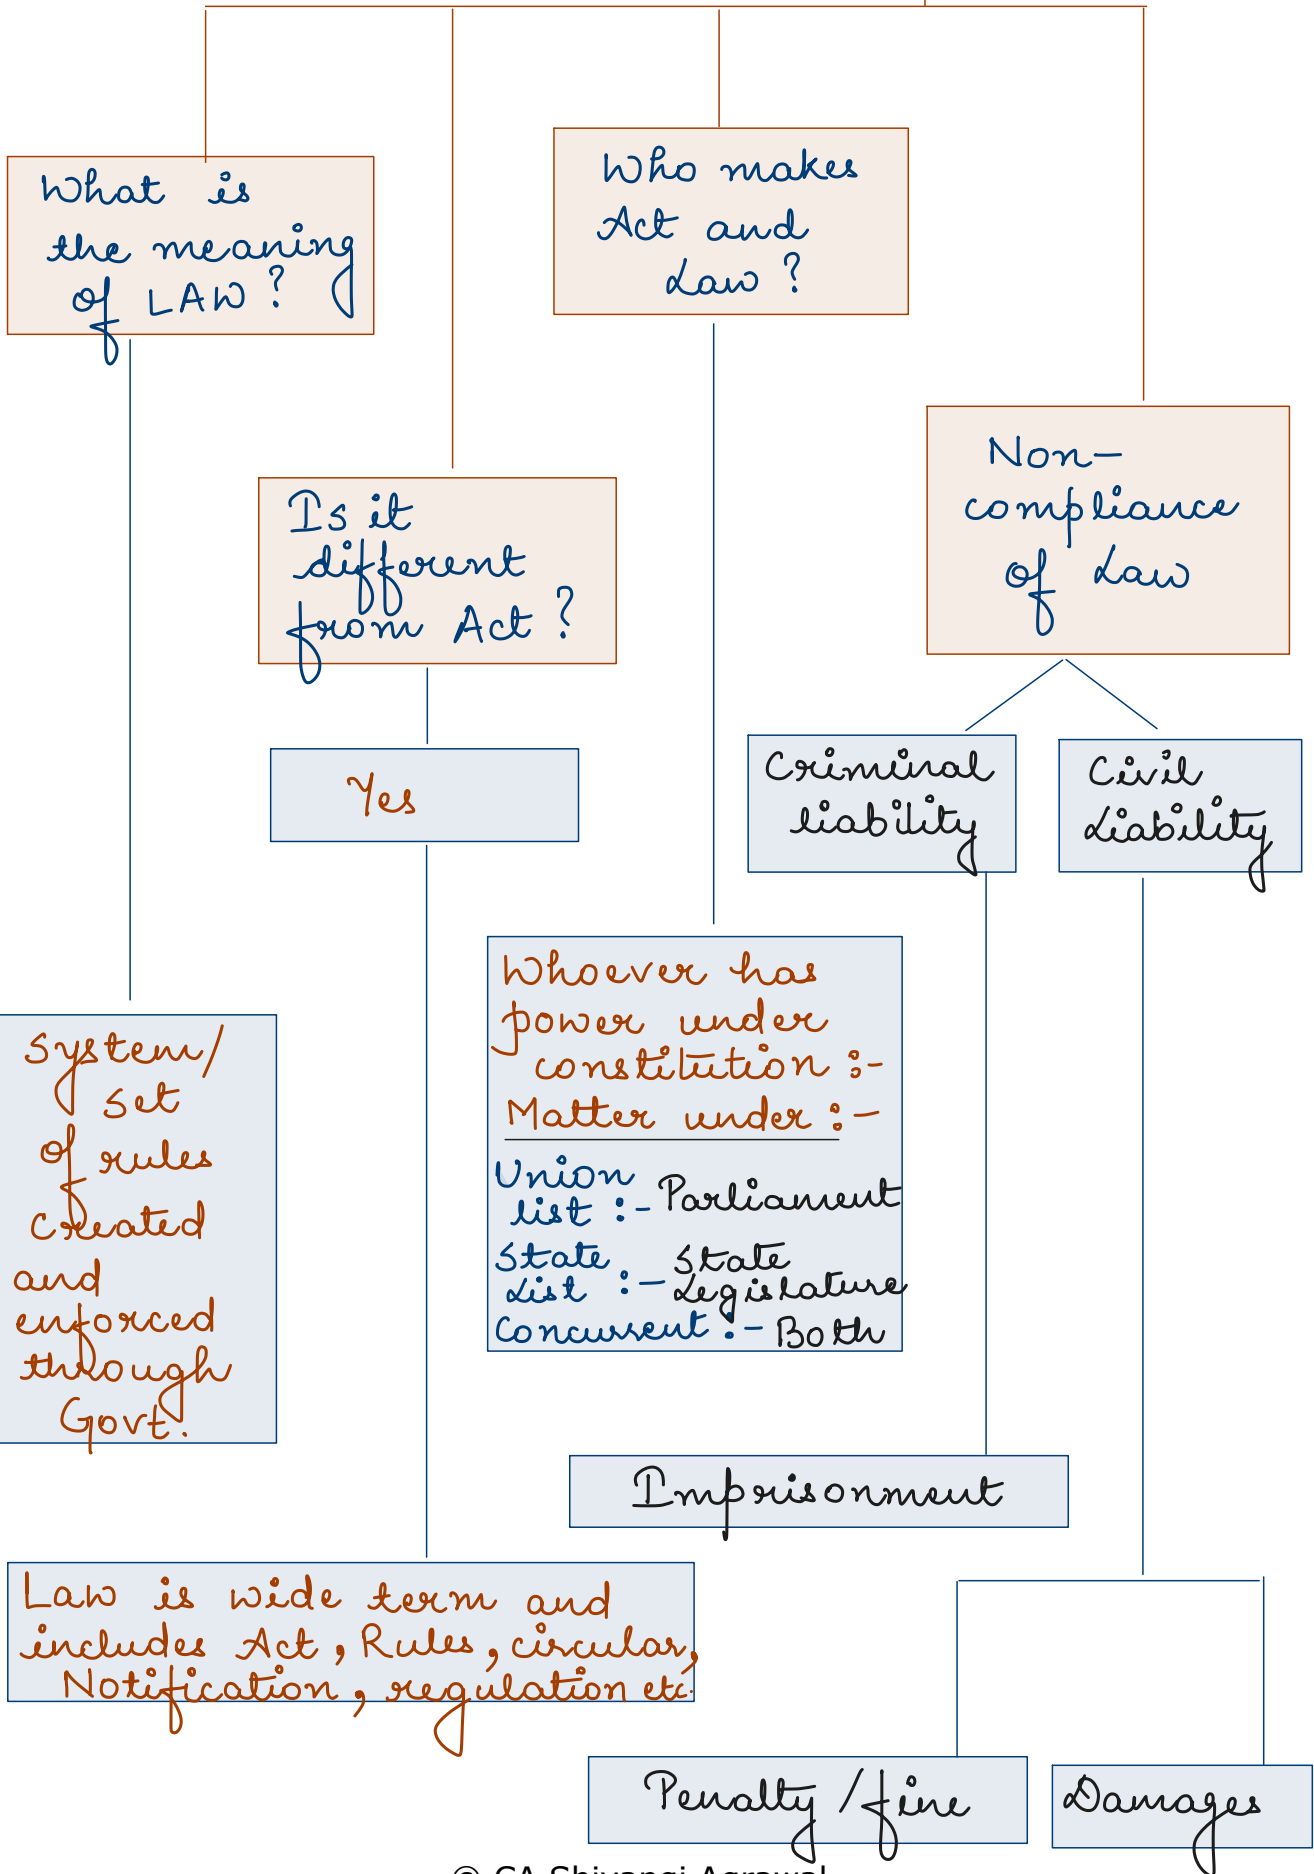 What is
the meaning
of LAW ?
Who makes
Act and
Law ?
Is it
different
from Act ?
Non-
compliance
of Law
Yes
Criminal
liability
Civil
Liability
Whoever has
power under
constitution :-
Matter under :-
Union
list :- Parliament
State
List :- State
Legislature
Concurrent :- Both
System/
Set
of rules
Created
and
enforced
through
Govt.
Imprisonment
Law is wide term and
includes Act, Rules, circular,
Notification, regulation etc.
Penalty /fine
Damages
© CA Shivangi Agrawal